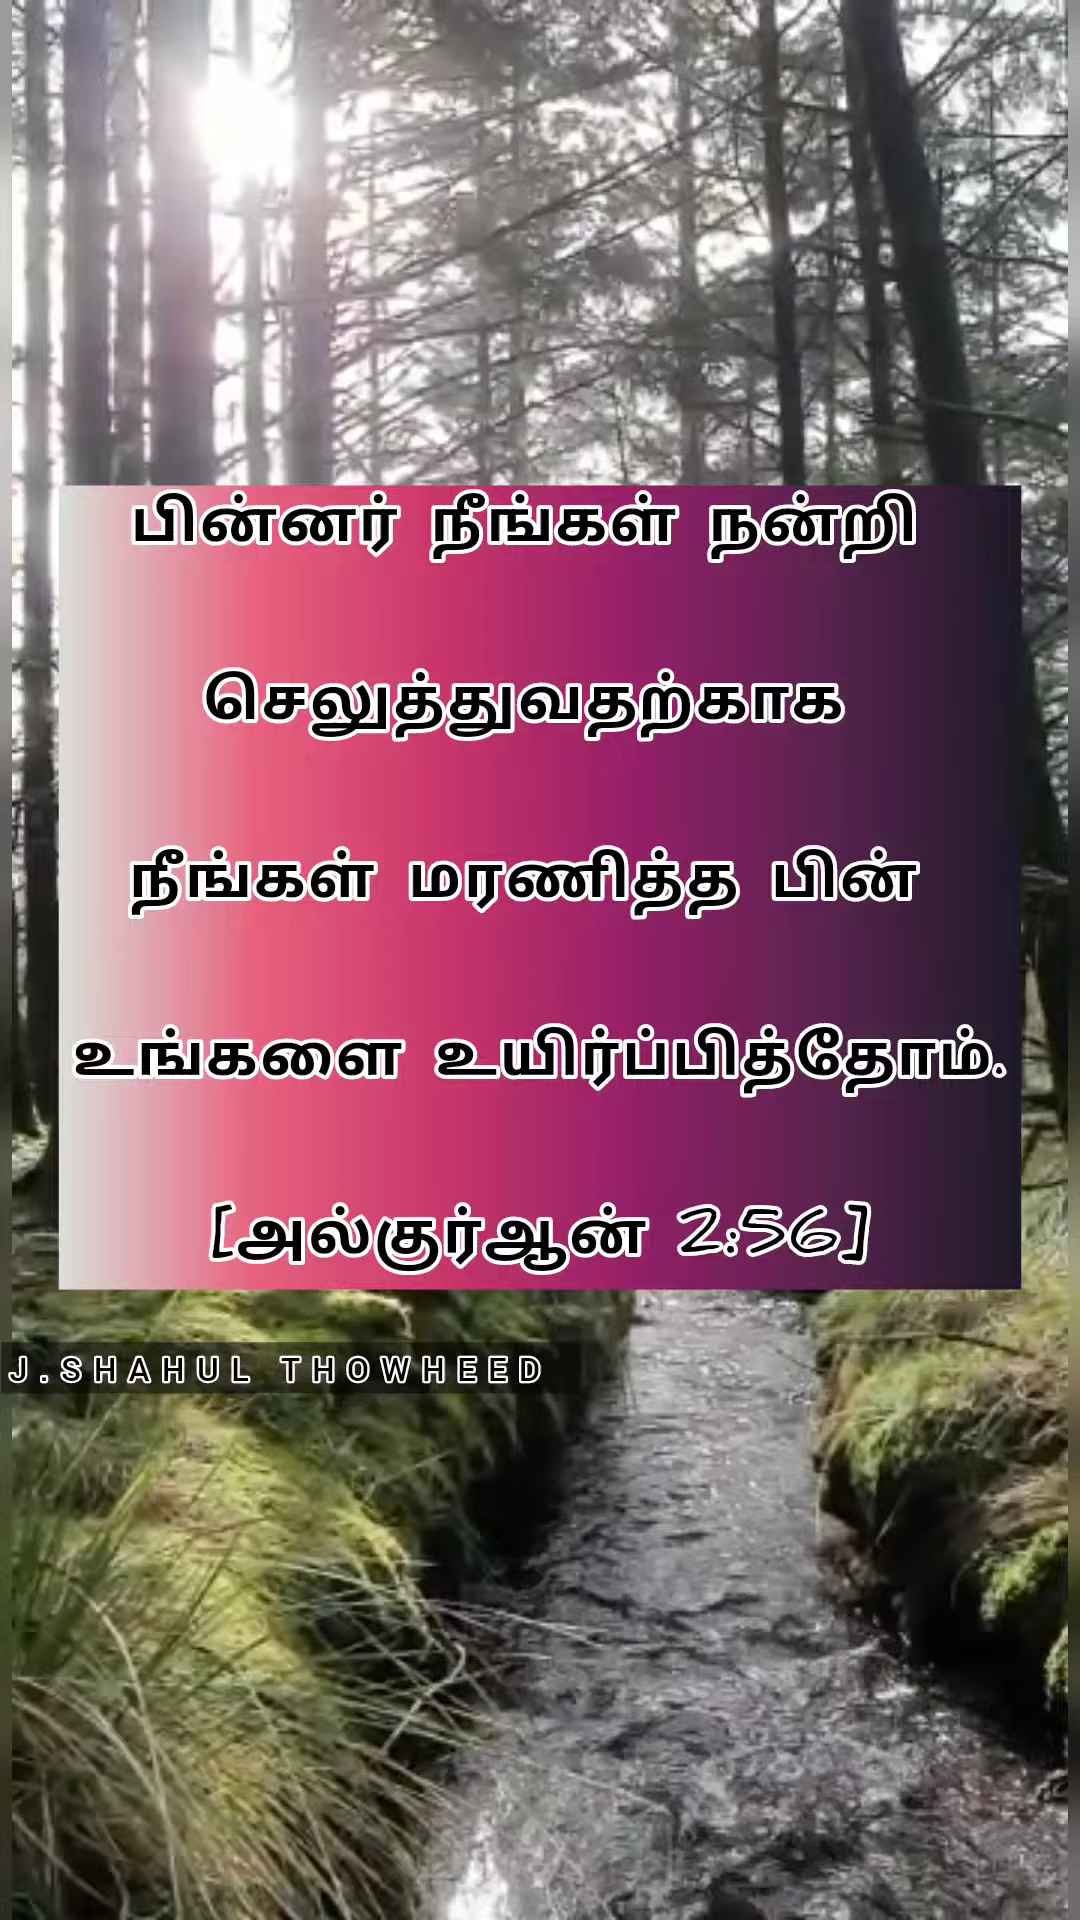 பின்னர் நீங்கள் நன்றி
செலுத்துவதற்காக
நீங்கள் மரணித்த பின்
உங்களை உயிர்ப்பித்தோம்.
[அல்குர்ஆன் 2:56]
J.SHAHUL THOWHEED